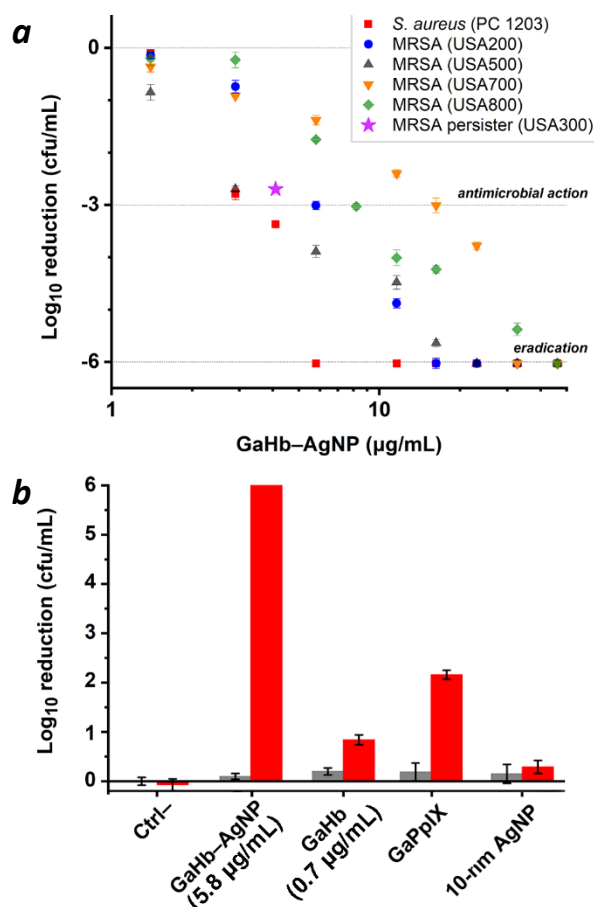 a
S. aureus (PC 1203)
MRSA (USA200)
MRSA (USA500)
MRSA (USA700)
MRSA (USA800)
MRSA persister (USA300)
0
-3
-6
antimicrobial action
eradication
Log10 reduction (cfu/mL)
1
10
GaHb–AgNP (µg/mL)
b
6
5
4
3
2
1
0
Log10 reduction (cfu/mL)
Ctrl–
GaHb–AgNP
(5.8 µg/mL)
GaHb
(0.7 µg/mL)
GaPpIX
10-nm AgNP